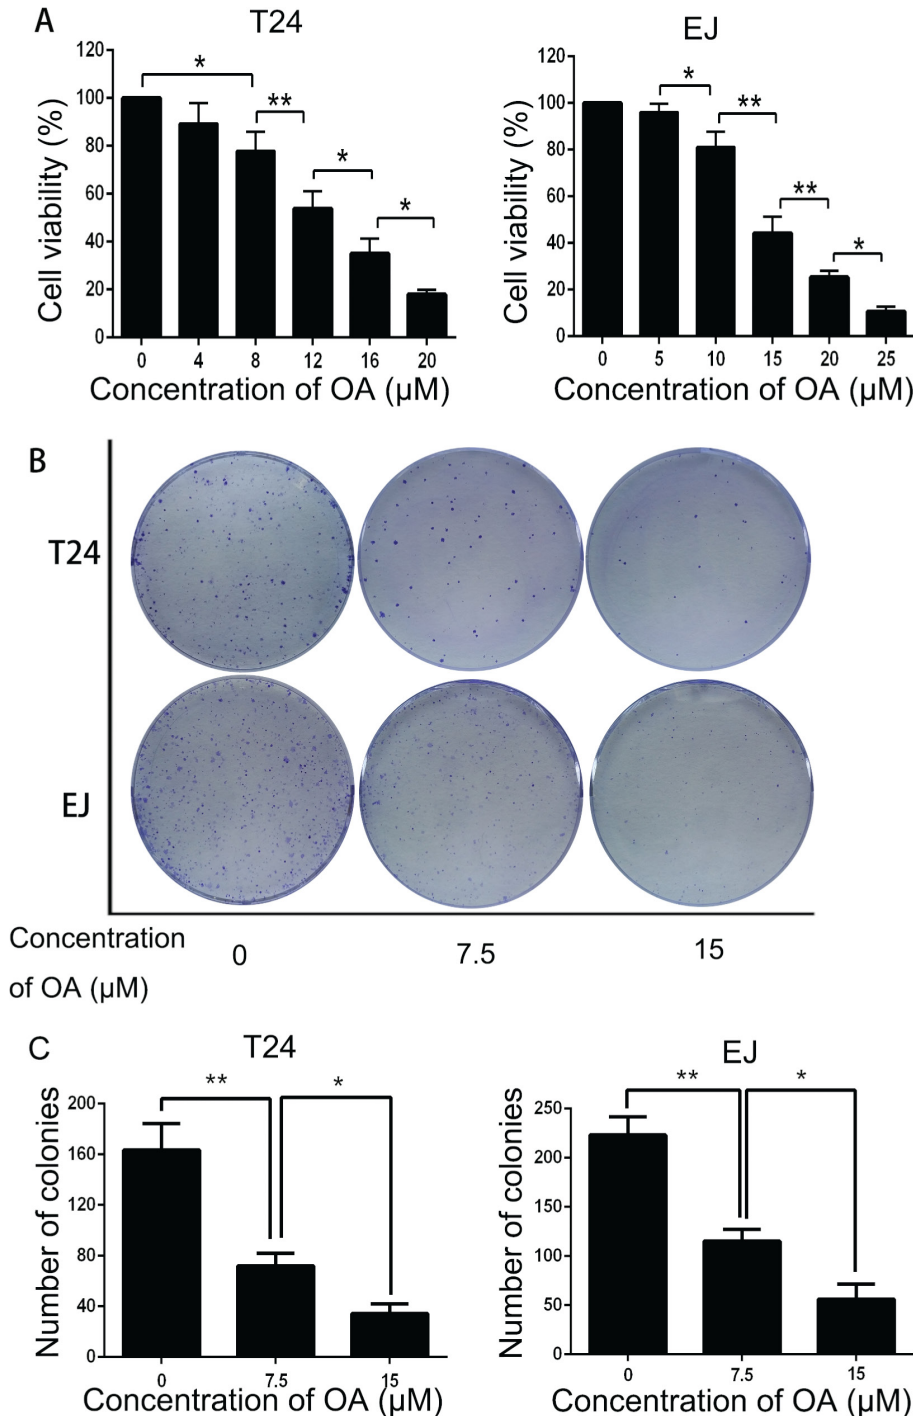 A
T24
EJ
120
100
80
60
40
20
0
Cell viability (%)
*
**
*
*
0 4 8 12 16 20
Concentration of OA (μM)
120
100
80
60
40
20
0
Cell viability (%)
*
**
**
*
0 5 10 15 20 25
Concentration of OA (μM)
B
T24
EJ
Concentration
of OA (μM)
0 7.5 15
C
T24
EJ
200
160
120
80
40
0
Number of colonies
** *
0 7.5 15
Concentration of OA (μM)
250
200
150
100
50
0
Number of colonies
** *
0 7.5 15
Concentration of OA (μM)